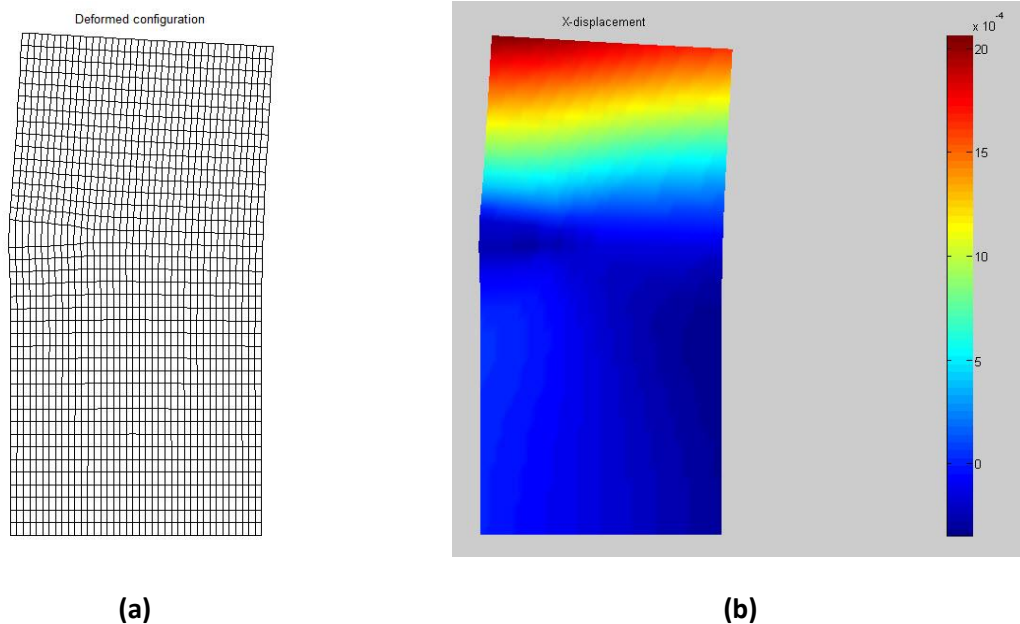 Deformed configuration
X-displacement
x 10⁻⁴
20
15
10
5
0
(a)
(b)